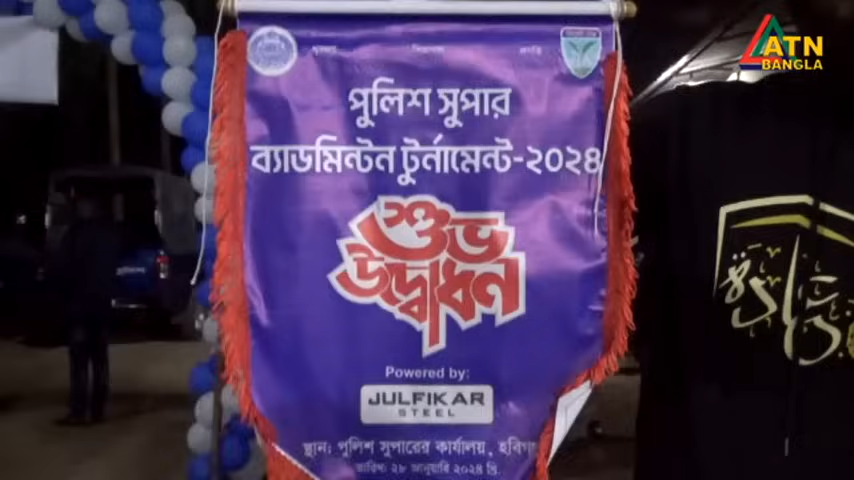 ATN
BANGLA
পুলিশ সুপার
ব্যাডমিন্টন টুর্নামেন্ট-২০২৪
শুভ
উদ্বোধন
Powered by:
JULFIKAR
STEEL
স্থান: পুলিশ সুপারের কার্যালয়, হবিগ
তারিখ: ২৮ জানুয়ারি ২০২৪ খ্রি.